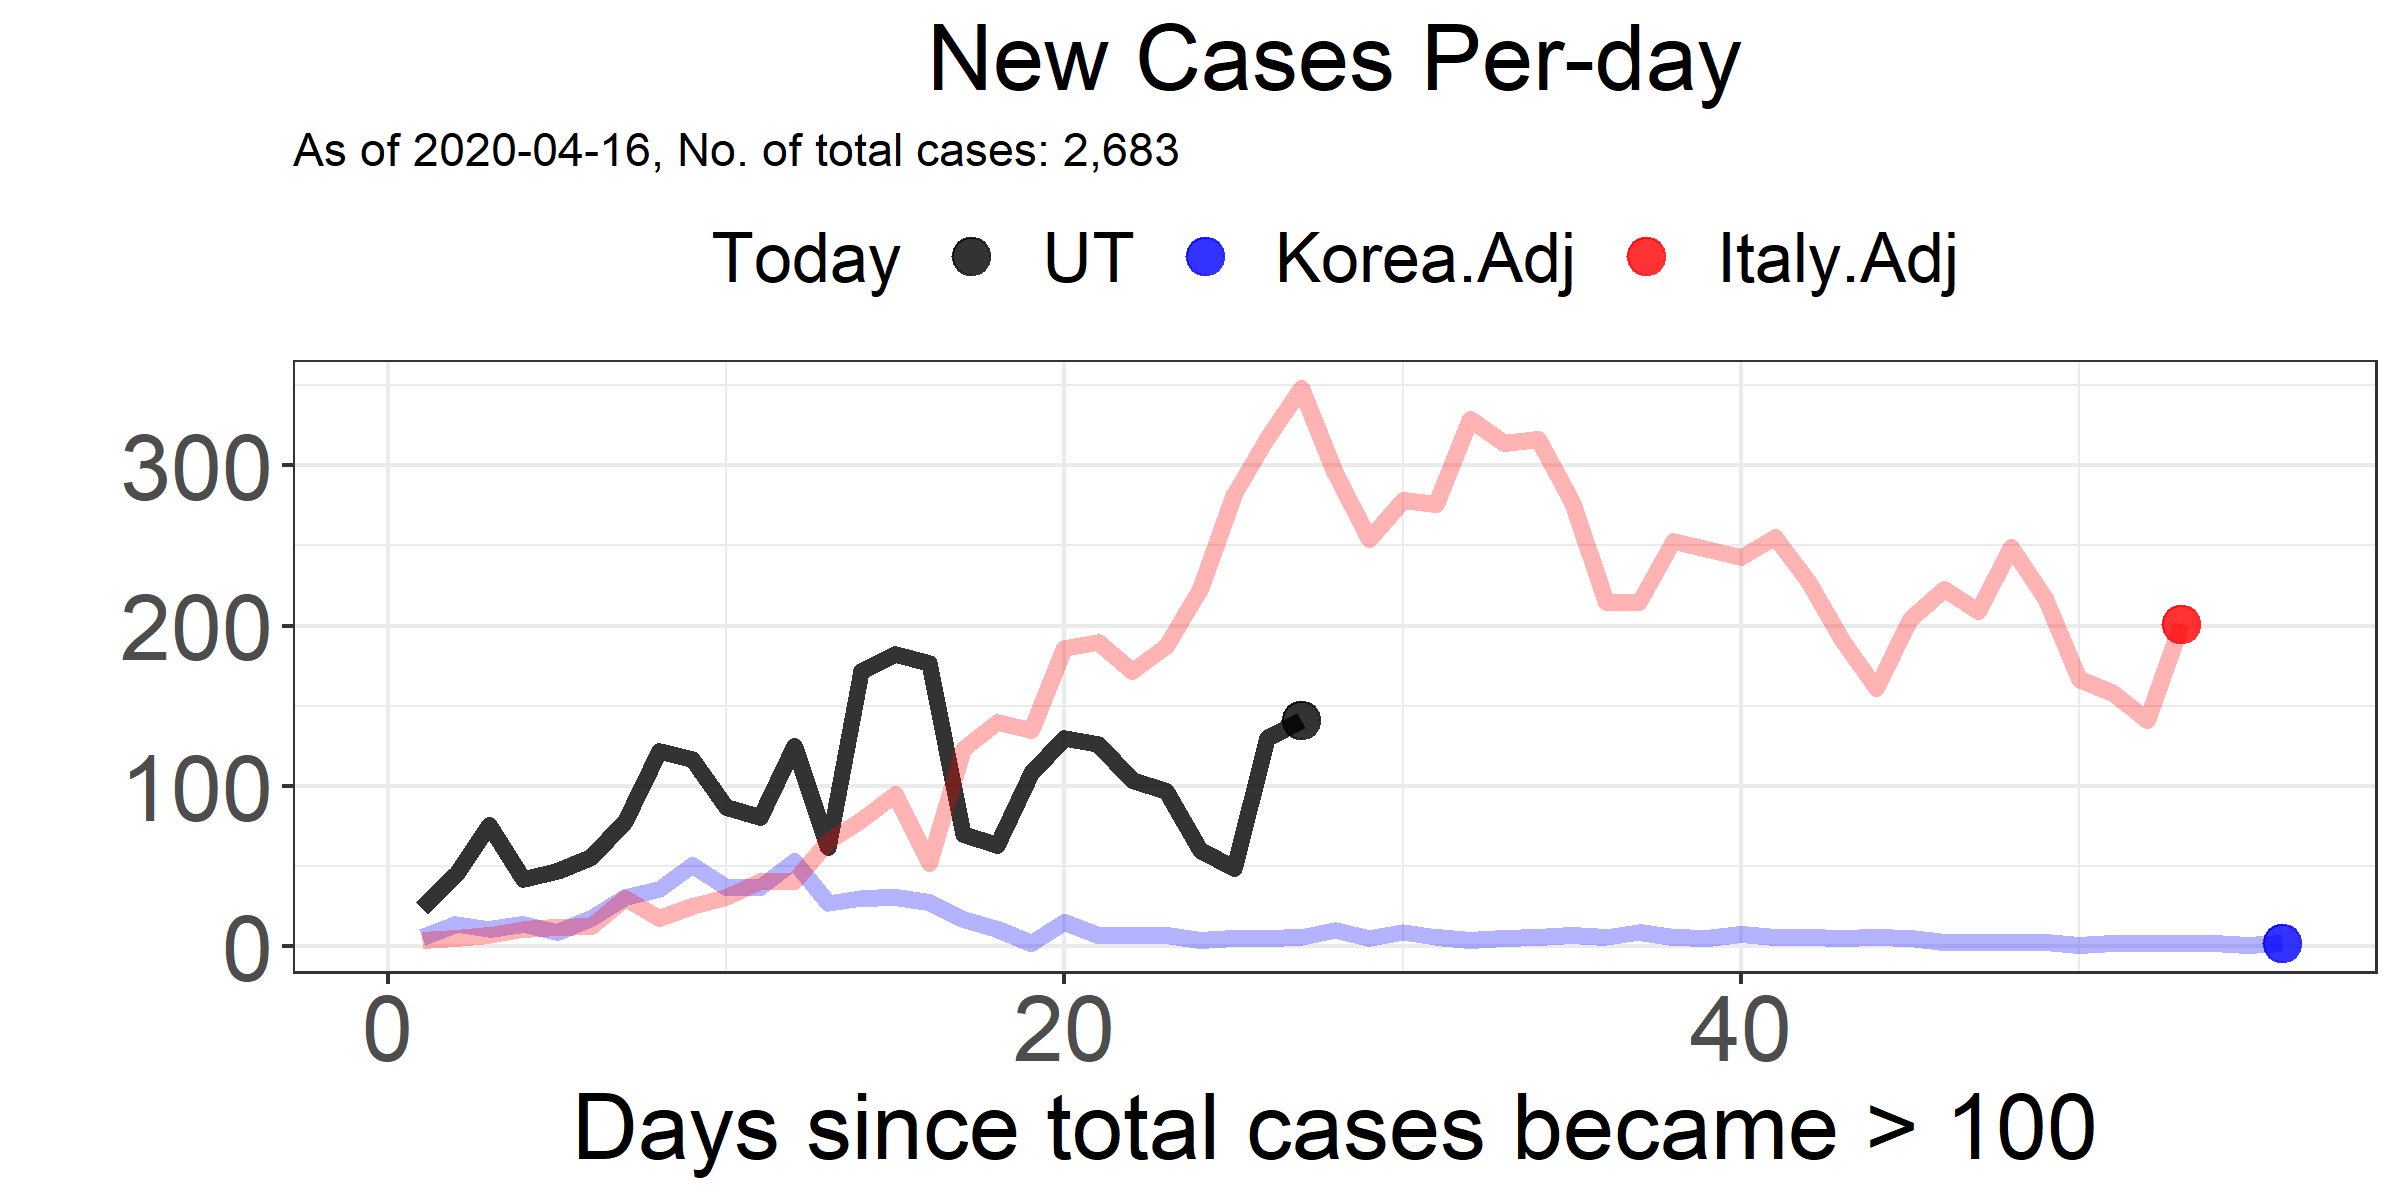 New Cases Per-day
As of 2020-04-16, No. of total cases: 2,683
Today UT Korea.Adj Italy.Adj
300
200
100
0
0 20 40
Days since total cases became > 100